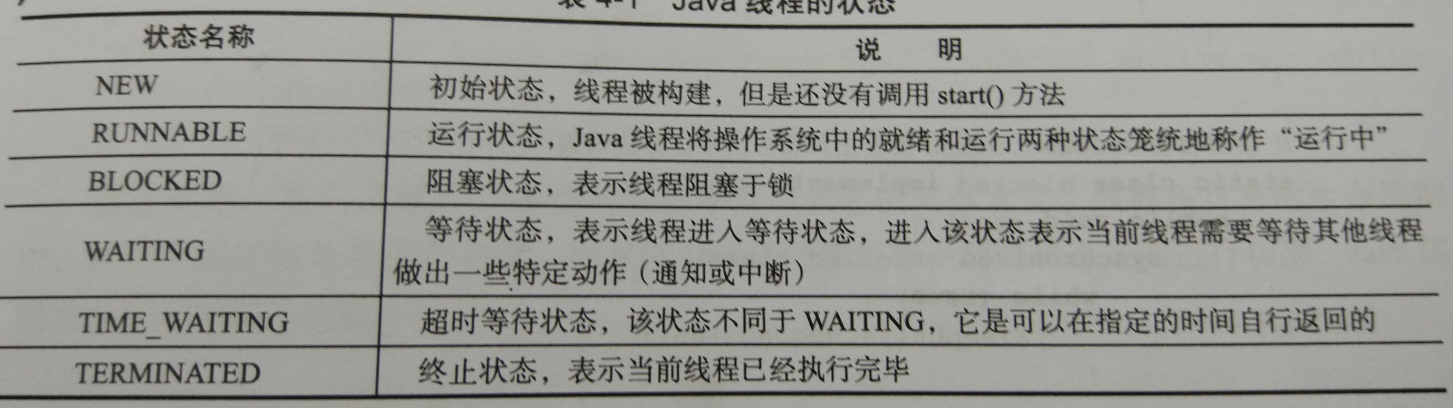 表 4-1 Java 线程的状态
状态名称 说 明
NEW 初始状态，线程被构建，但是还没有调用 start() 方法
RUNNABLE 运行状态，Java 线程将操作系统中的就绪和运行两种状态笼统地称作“运行中”
BLOCKED 阻塞状态，表示线程阻塞于锁
WAITING 等待状态，表示线程进入等待状态，进入该状态表示当前线程需要等待其他线程
做出一些特定动作（通知或中断）
TIME_WAITING 超时等待状态，该状态不同于 WAITING，它是可以在指定的时间自行返回的
TERMINATED 终止状态，表示当前线程已经执行完毕